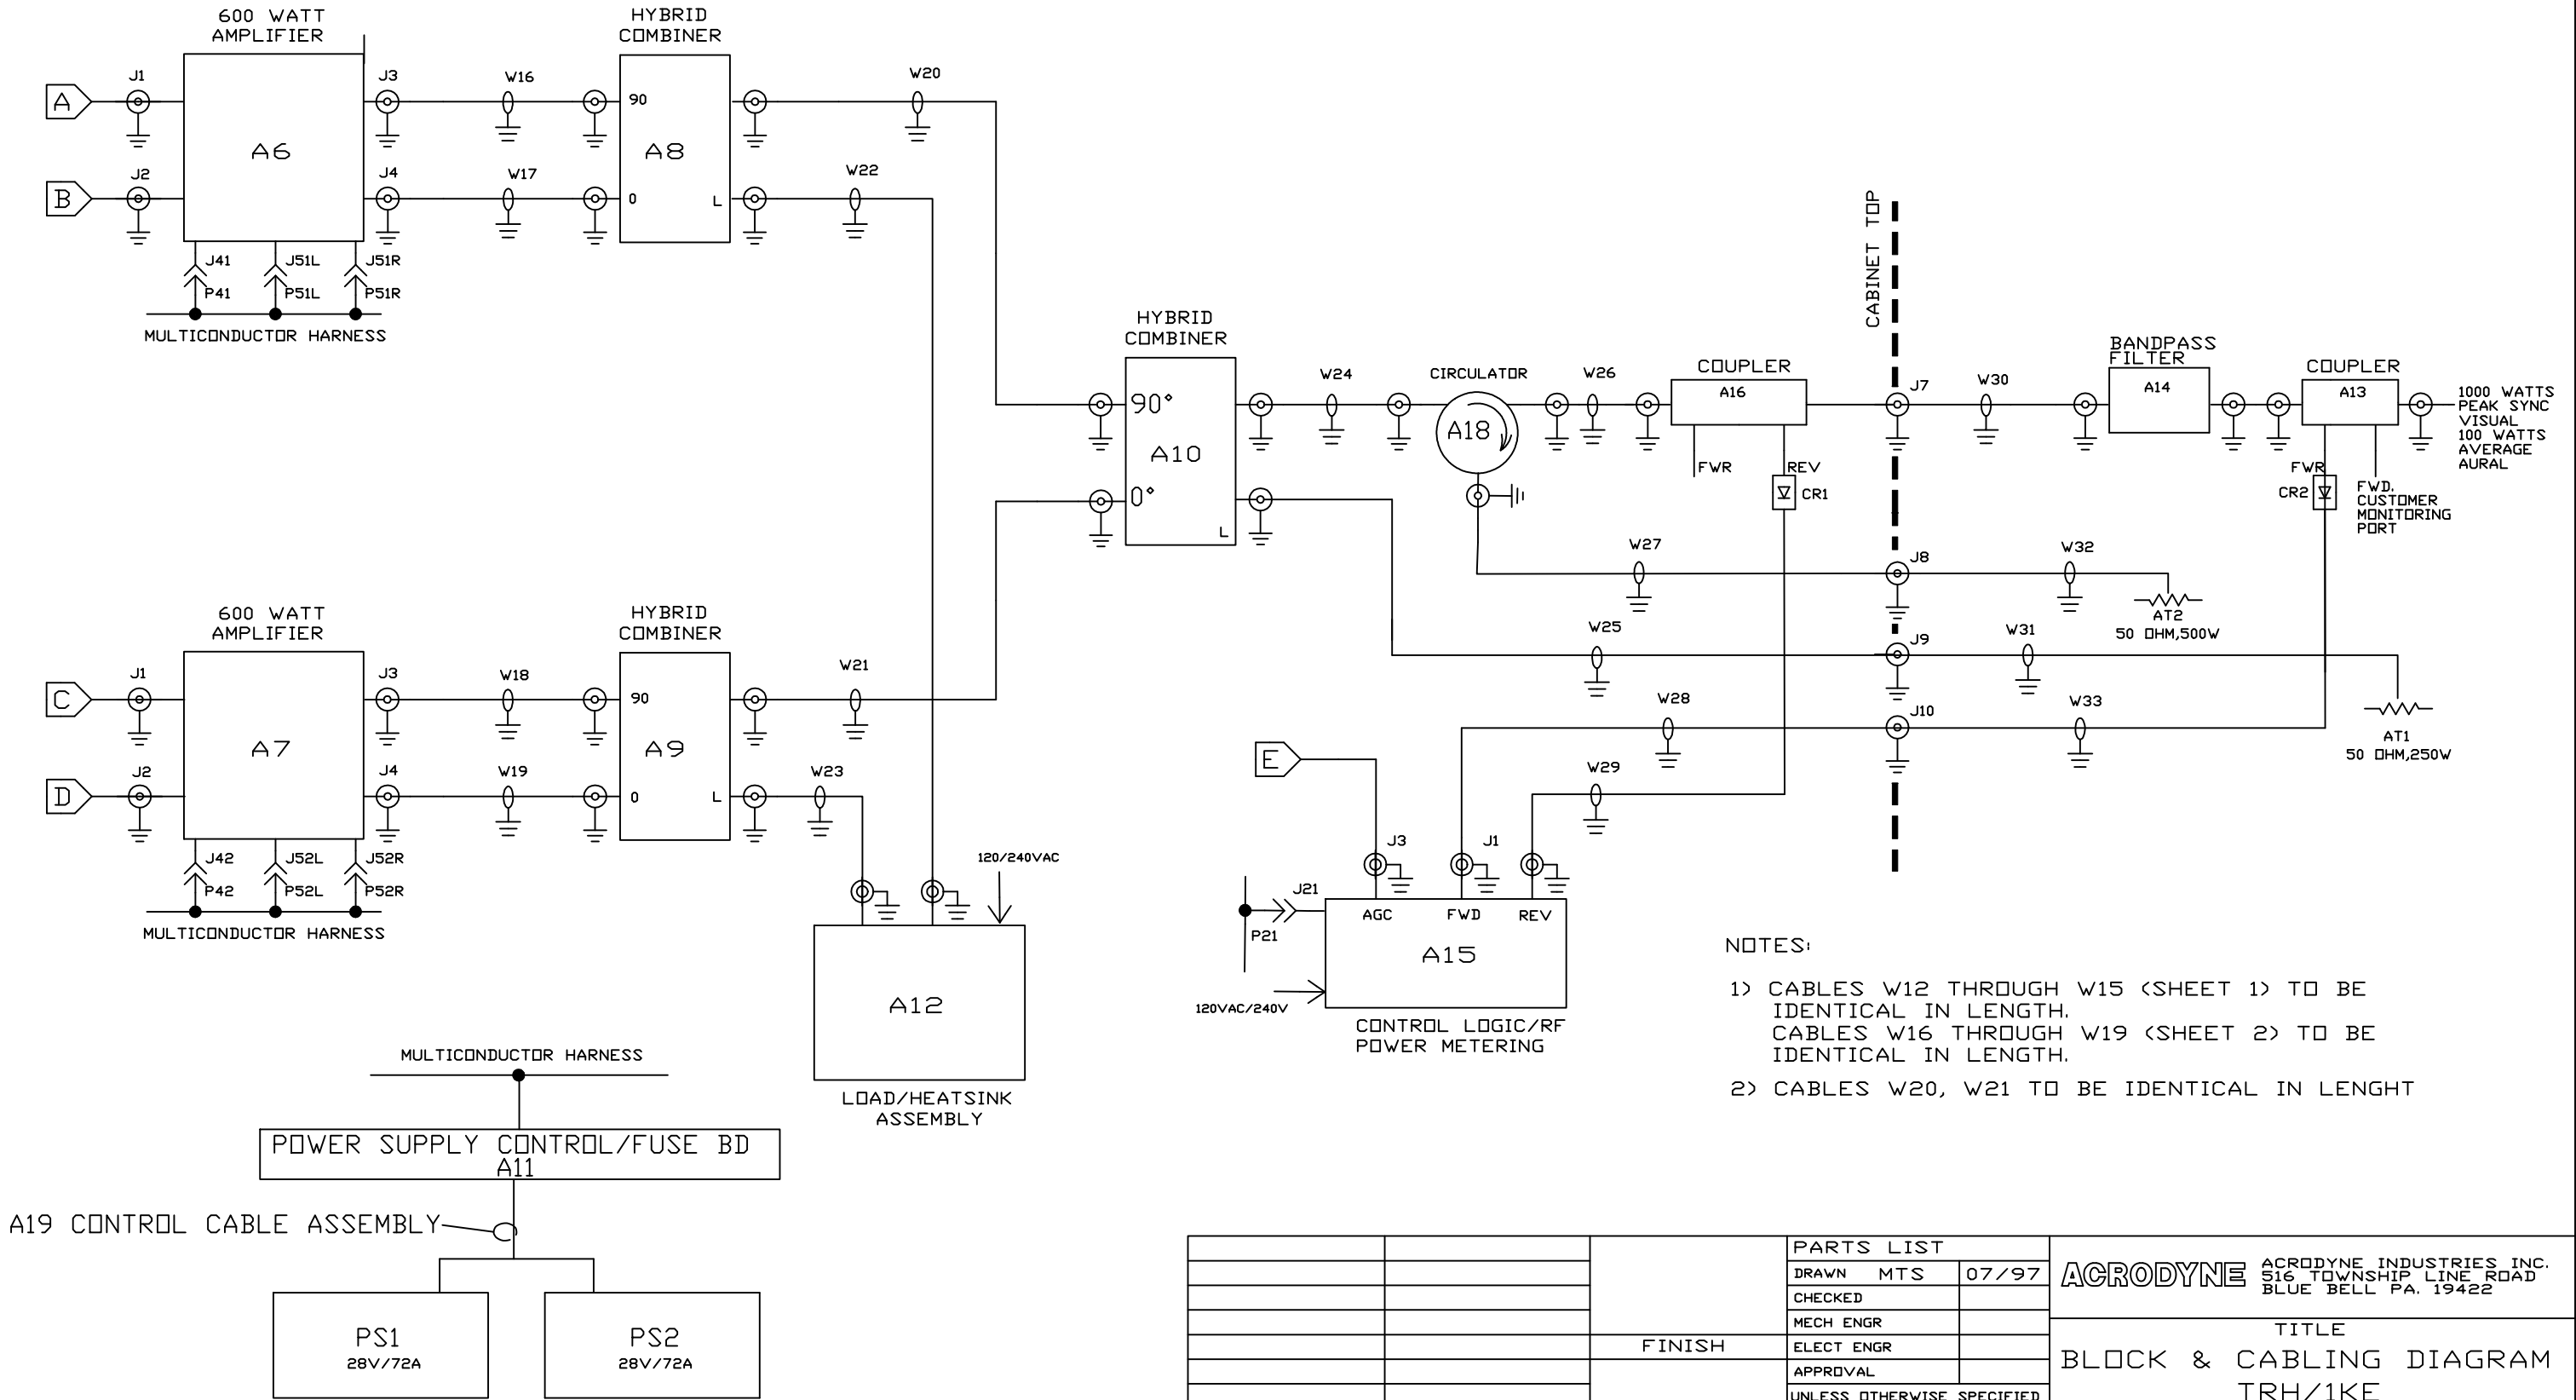 600 WATT
AMPLIFIER
HYBRID
COMBINER
A
J1
J3
W16
90
W20
A6
A8
B
J2
J4
W17
0
L
W22
J41
J51L
J51R
P41
P51L
P51R
MULTICONDUCTOR HARNESS
CABINET TOP
HYBRID
COMBINER
90°
A10
0°
L
W24
CIRCULATOR
A18
W26
COUPLER
A16
FWR
REV
CR1
J7
W30
BANDPASS
FILTER
A14
COUPLER
A13
1000 WATTS
PEAK SYNC
VISUAL
100 WATTS
AVERAGE
AURAL
FWR
CR2
FWD.
CUSTOMER
MONITORING
PORT
W27
J8
W32
AT2
50 OHM,500W
W25
J9
W31
W28
J10
W33
AT1
50 OHM,250W
600 WATT
AMPLIFIER
HYBRID
COMBINER
C
J1
J3
W18
90
W21
A7
A9
D
J2
J4
W19
0
L
W23
J42
J52L
J52R
P42
P52L
P52R
MULTICONDUCTOR HARNESS
120/240VAC
A12
LOAD/HEATSINK
ASSEMBLY
E
W29
J3
J1
J21
P21
AGC
FWD
REV
A15
120VAC/240V
CONTROL LOGIC/RF
POWER METERING
NOTES:
1) CABLES W12 THROUGH W15 (SHEET 1) TO BE
IDENTICAL IN LENGTH.
CABLES W16 THROUGH W19 (SHEET 2) TO BE
IDENTICAL IN LENGTH.
2) CABLES W20, W21 TO BE IDENTICAL IN LENGHT
MULTICONDUCTOR HARNESS
POWER SUPPLY CONTROL/FUSE BD
A11
A19 CONTROL CABLE ASSEMBLY
PS1
28V/72A
PS2
28V/72A
FINISH
PARTS LIST
DRAWN MTS 07/97
CHECKED
MECH ENGR
ELECT ENGR
APPROVAL
UNLESS OTHERWISE SPECIFIED
ACRODYNE
ACRODYNE INDUSTRIES INC.
516 TOWNSHIP LINE ROAD
BLUE BELL PA. 19422
TITLE
BLOCK & CABLING DIAGRAM
TRH/1KE